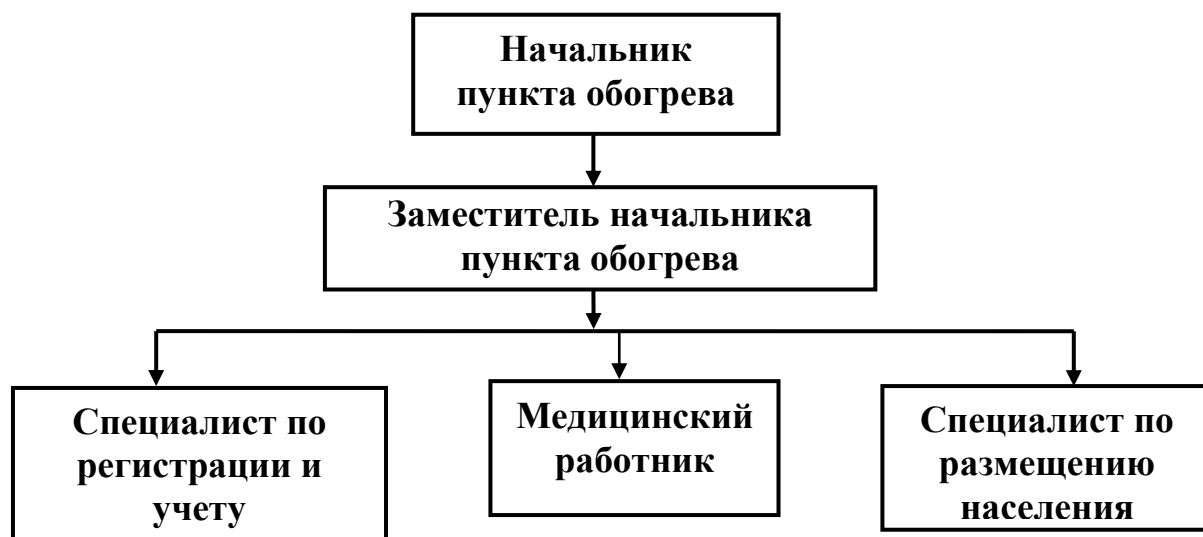 Начальник
пункта обогрева
Заместитель начальника
пункта обогрева
Специалист по
регистрации и
учету
Медицинский
работник
Специалист по
размещению
населения